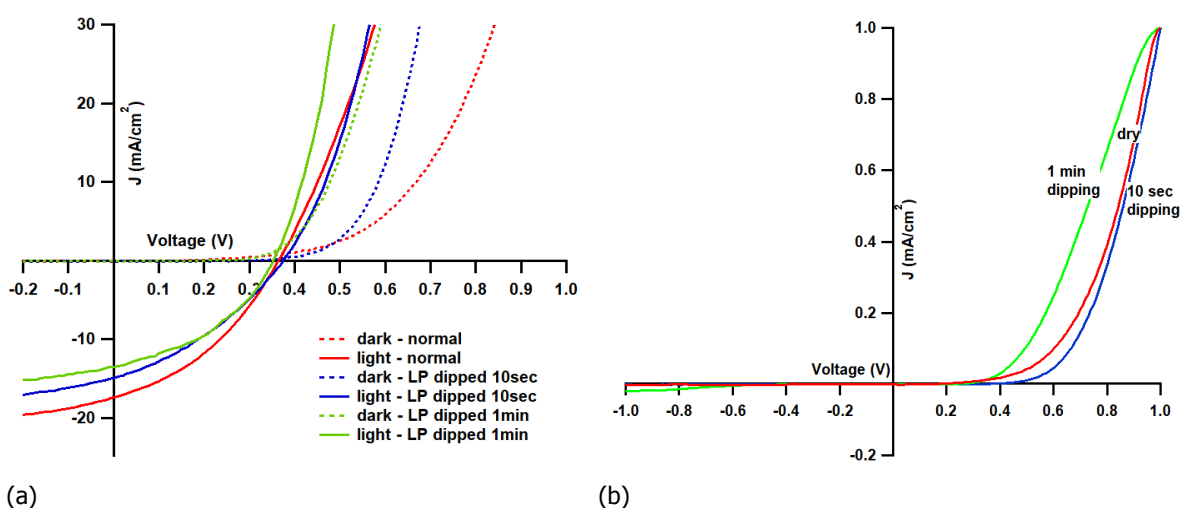 30
20
10
-10
-20
J (mA/cm²)
Voltage (V)
-0.2 -0.1 0.1 0.2 0.3 0.4 0.5 0.6 0.7 0.8 0.9 1.0
dark - normal
light - normal
dark - LP dipped 10sec
light - LP dipped 10sec
dark - LP dipped 1min
light - LP dipped 1min
(a)
1.0
0.8
0.6
0.4
0.2
-0.2
J (mA/cm²)
dry
1 min
dipping
10 sec
dipping
Voltage (V)
-1.0 -0.8 -0.6 -0.4 -0.2 0.2 0.4 0.6 0.8 1.0
(b)